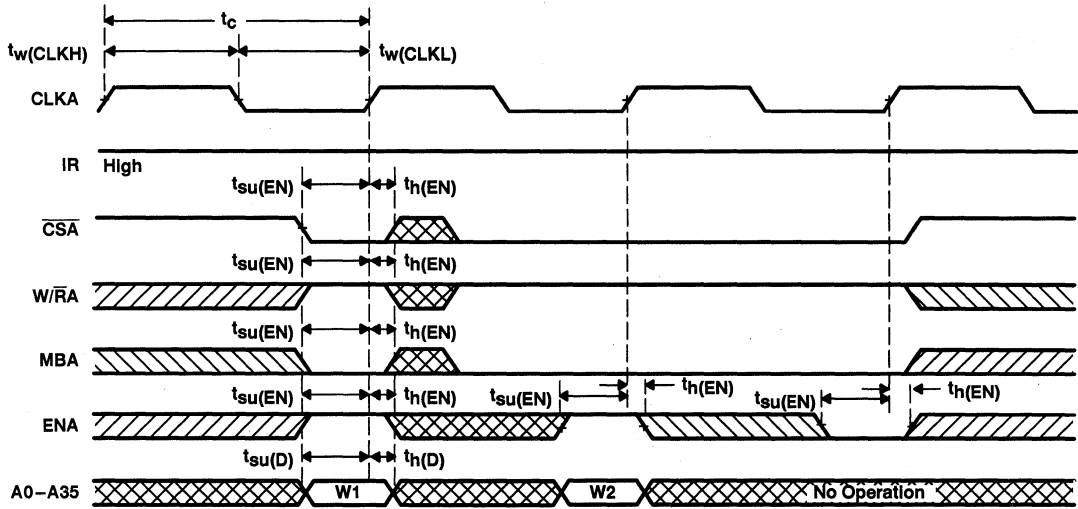 tc
tw(CLKH)
tw(CLKL)
CLKA
IR
High
tsu(EN)
th(EN)
CSA
tsu(EN)
th(EN)
W/RA
tsu(EN)
th(EN)
MBA
tsu(EN)
th(EN)
tsu(EN)
th(EN)
tsu(EN)
th(EN)
ENA
tsu(D)
th(D)
A0–A35
W1
W2
No Operation